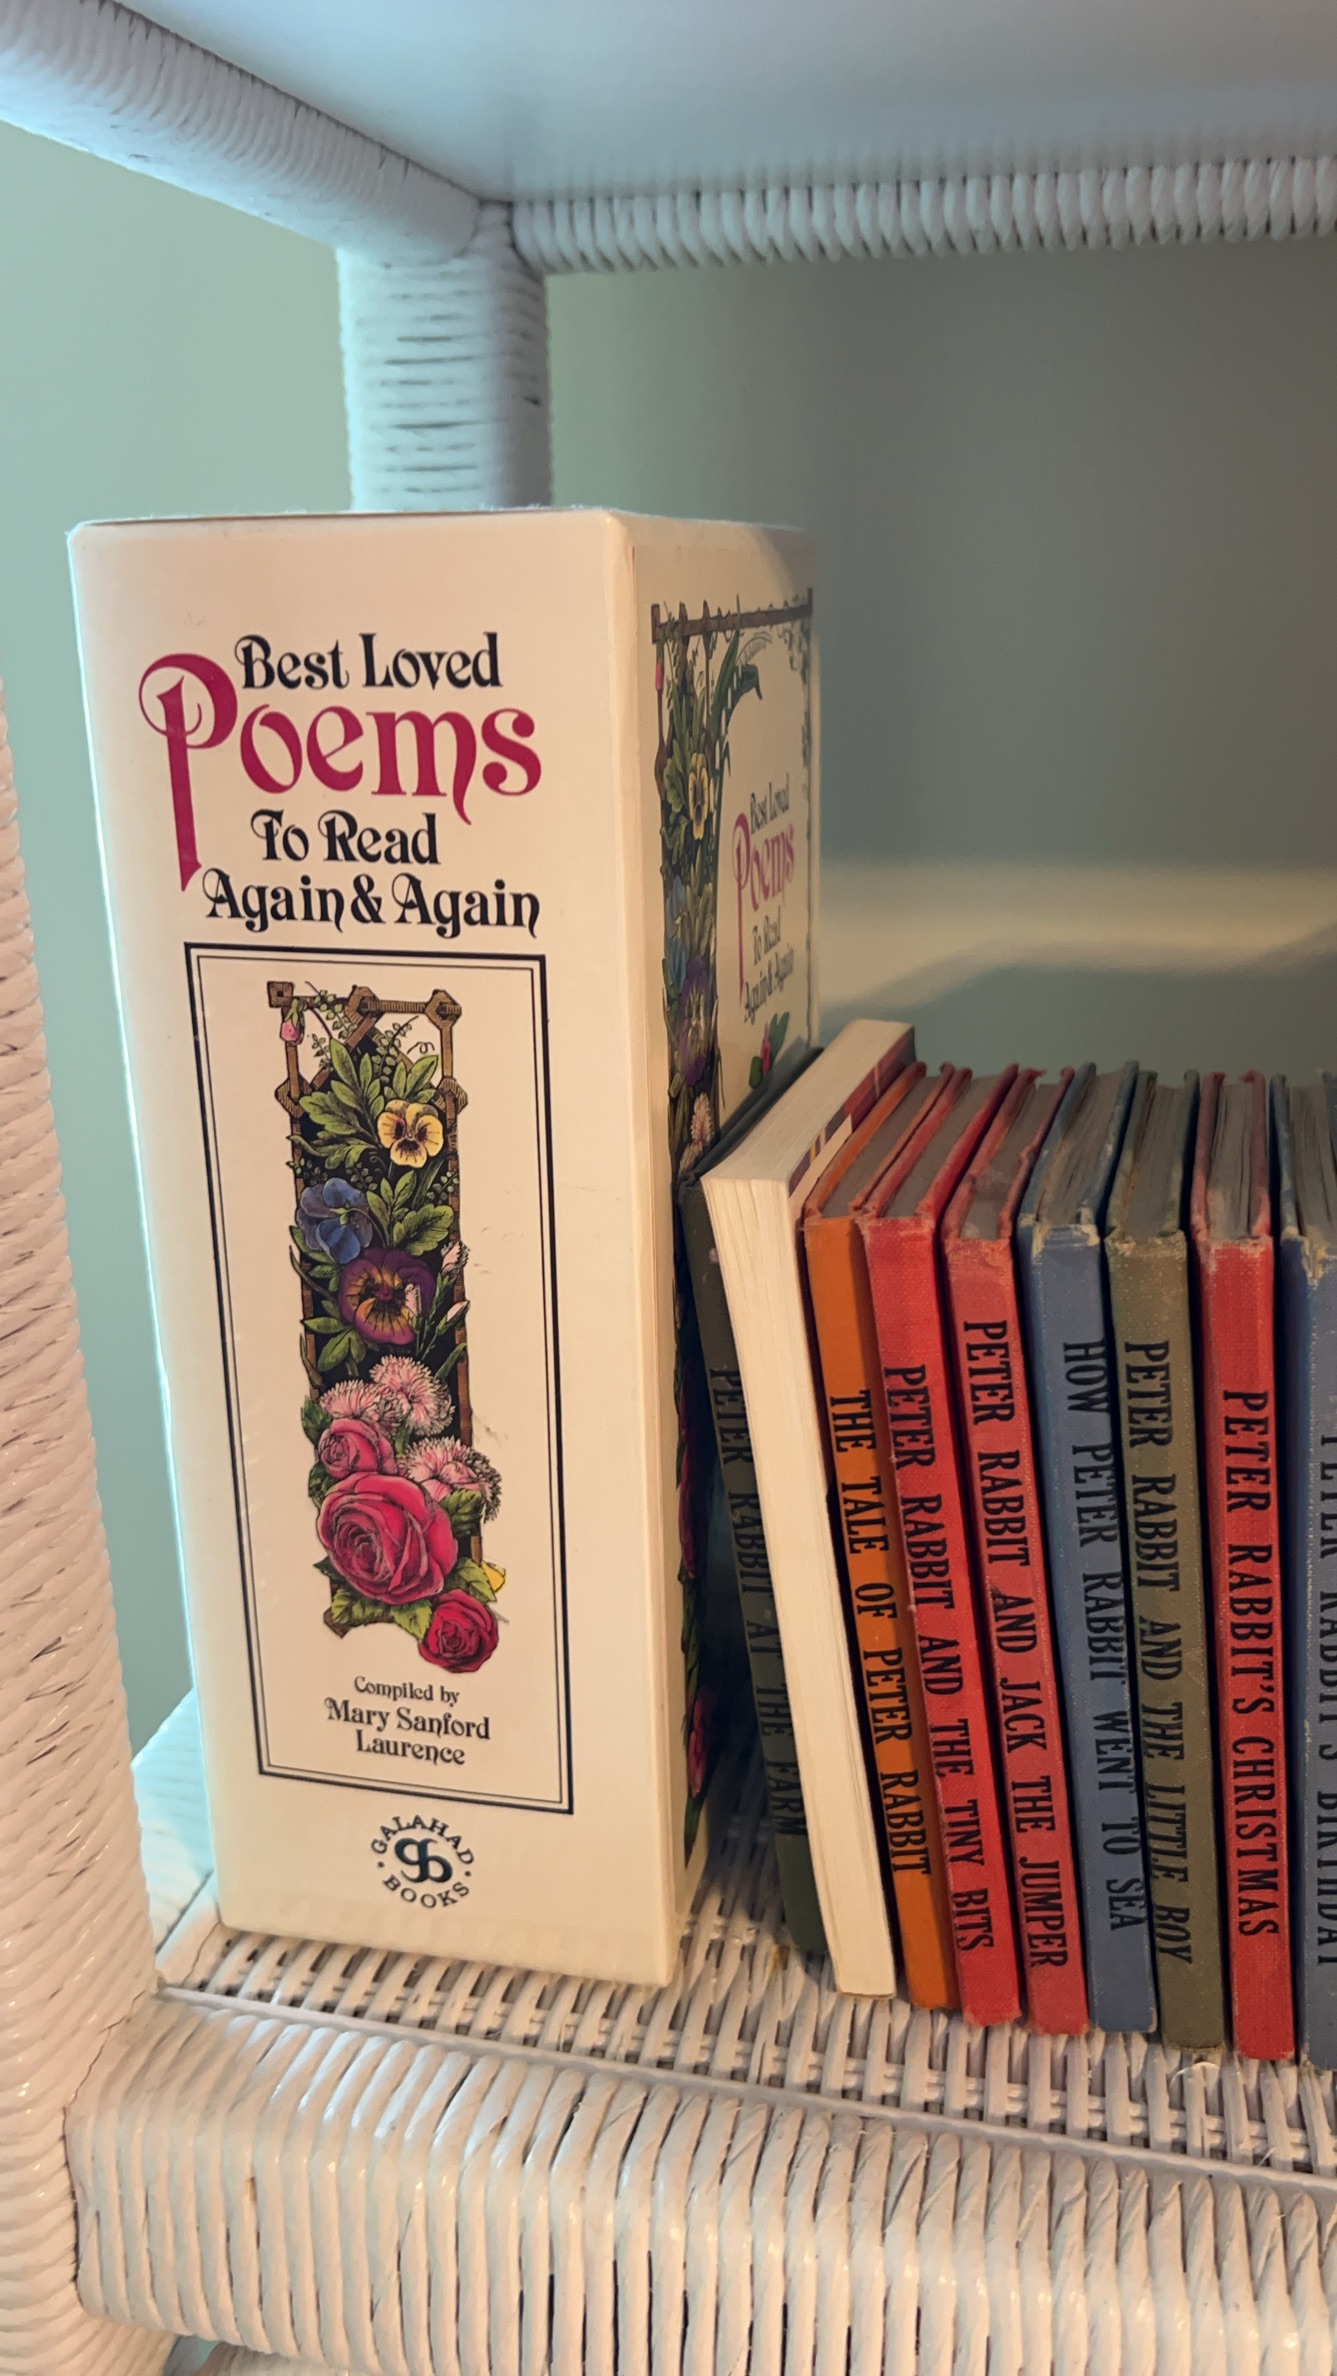 Best Loved
Poems
To Read
Again & Again
Compiled by
Mary Sanford
Laurence
GALAHAD
BOOKS
Best Loved
Poems
To Read
Again & Again
PETER RABBIT AT THE FARM
THE TALE OF PETER RABBIT
PETER RABBIT AND THE TINY BITS
PETER RABBIT AND JACK THE JUMPER
HOW PETER RABBIT WENT TO SEA
PETER RABBIT AND THE LITTLE BOY
PETER RABBIT'S CHRISTMAS
PETER RABBIT'S BIRTHDAY